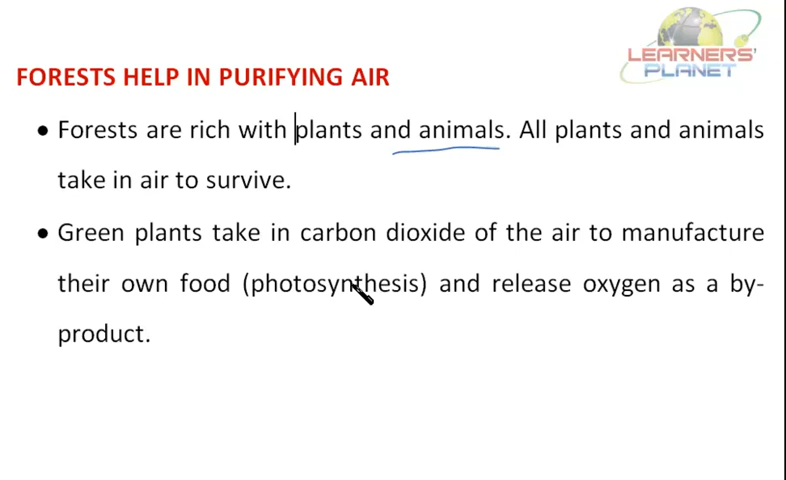 LEARNERS'
PLANET
FORESTS HELP IN PURIFYING AIR
• Forests are rich with plants and animals. All plants and animals
take in air to survive.
• Green plants take in carbon dioxide of the air to manufacture
their own food (photosynthesis) and release oxygen as a by-
product.